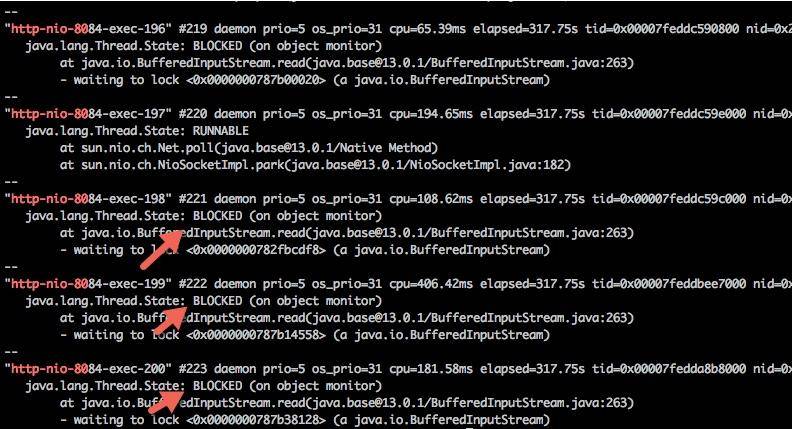 --
"http-nio-8084-exec-196" #219 daemon prio=5 os_prio=31 cpu=65.39ms elapsed=317.75s tid=0x00007feddc590800 nid=0x2
java.lang.Thread.State: BLOCKED (on object monitor)
at java.io.BufferedInputStream.read(java.base@13.0.1/BufferedInputStream.java:263)
- waiting to lock <0x0000000787b00020> (a java.io.BufferedInputStream)
--
"http-nio-8084-exec-197" #220 daemon prio=5 os_prio=31 cpu=194.65ms elapsed=317.75s tid=0x00007feddc59e000 nid=0x
java.lang.Thread.State: RUNNABLE
at sun.nio.ch.Net.poll(java.base@13.0.1/Native Method)
at sun.nio.ch.NioSocketImpl.park(java.base@13.0.1/NioSocketImpl.java:182)
--
"http-nio-8084-exec-198" #221 daemon prio=5 os_prio=31 cpu=108.62ms elapsed=317.75s tid=0x00007feddc59c000 nid=0x
java.lang.Thread.State: BLOCKED (on object monitor)
at java.io.BufferedInputStream.read(java.base@13.0.1/BufferedInputStream.java:263)
- waiting to lock <0x0000000782fbcdf8> (a java.io.BufferedInputStream)
--
"http-nio-8084-exec-199" #222 daemon prio=5 os_prio=31 cpu=406.42ms elapsed=317.75s tid=0x00007feddbee7000 nid=0x
java.lang.Thread.State: BLOCKED (on object monitor)
at java.io.BufferedInputStream.read(java.base@13.0.1/BufferedInputStream.java:263)
- waiting to lock <0x0000000787b14558> (a java.io.BufferedInputStream)
--
"http-nio-8084-exec-200" #223 daemon prio=5 os_prio=31 cpu=181.58ms elapsed=317.75s tid=0x00007fedda8b8000 nid=0x
java.lang.Thread.State: BLOCKED (on object monitor)
at java.io.BufferedInputStream.read(java.base@13.0.1/BufferedInputStream.java:263)
- waiting to lock <0x0000000787b38128> (a java.io.BufferedInputStream)